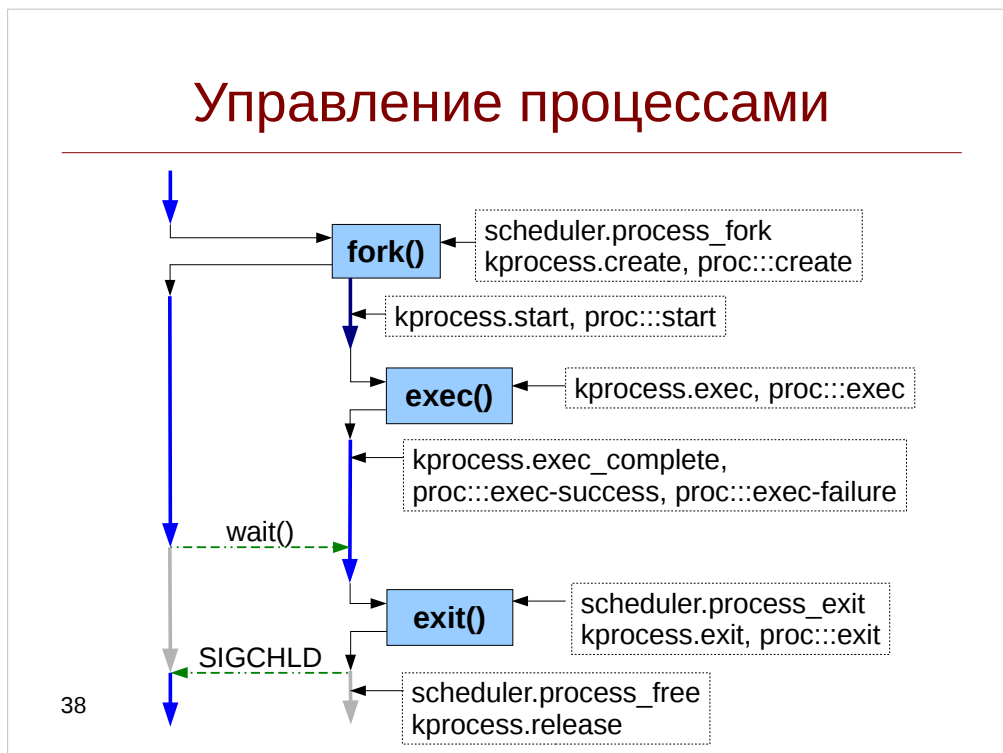 Управление процессами
fork()
scheduler.process_fork
kprocess.create, proc:::create
kprocess.start, proc:::start
exec()
kprocess.exec, proc:::exec
kprocess.exec_complete,
proc:::exec-success, proc:::exec-failure
wait()
exit()
scheduler.process_exit
kprocess.exit, proc:::exit
SIGCHLD
scheduler.process_free
kprocess.release
38